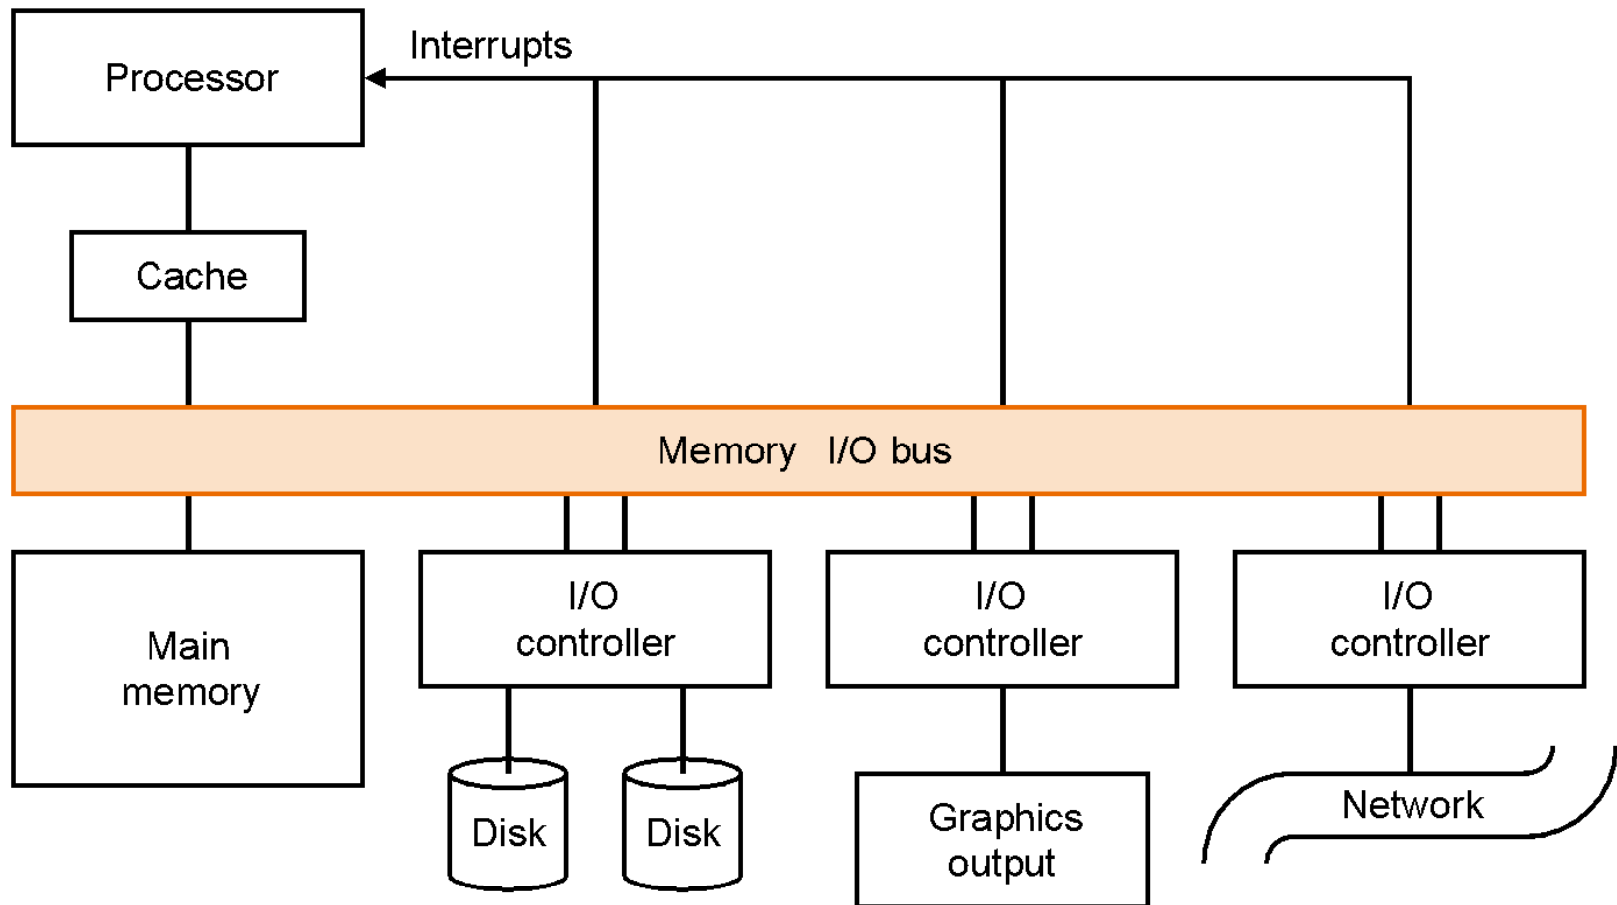 Interrupts
Processor
Cache
Memory I/O bus
Main
memory
I/O
controller
I/O
controller
I/O
controller
Disk
Disk
Graphics
output
Network